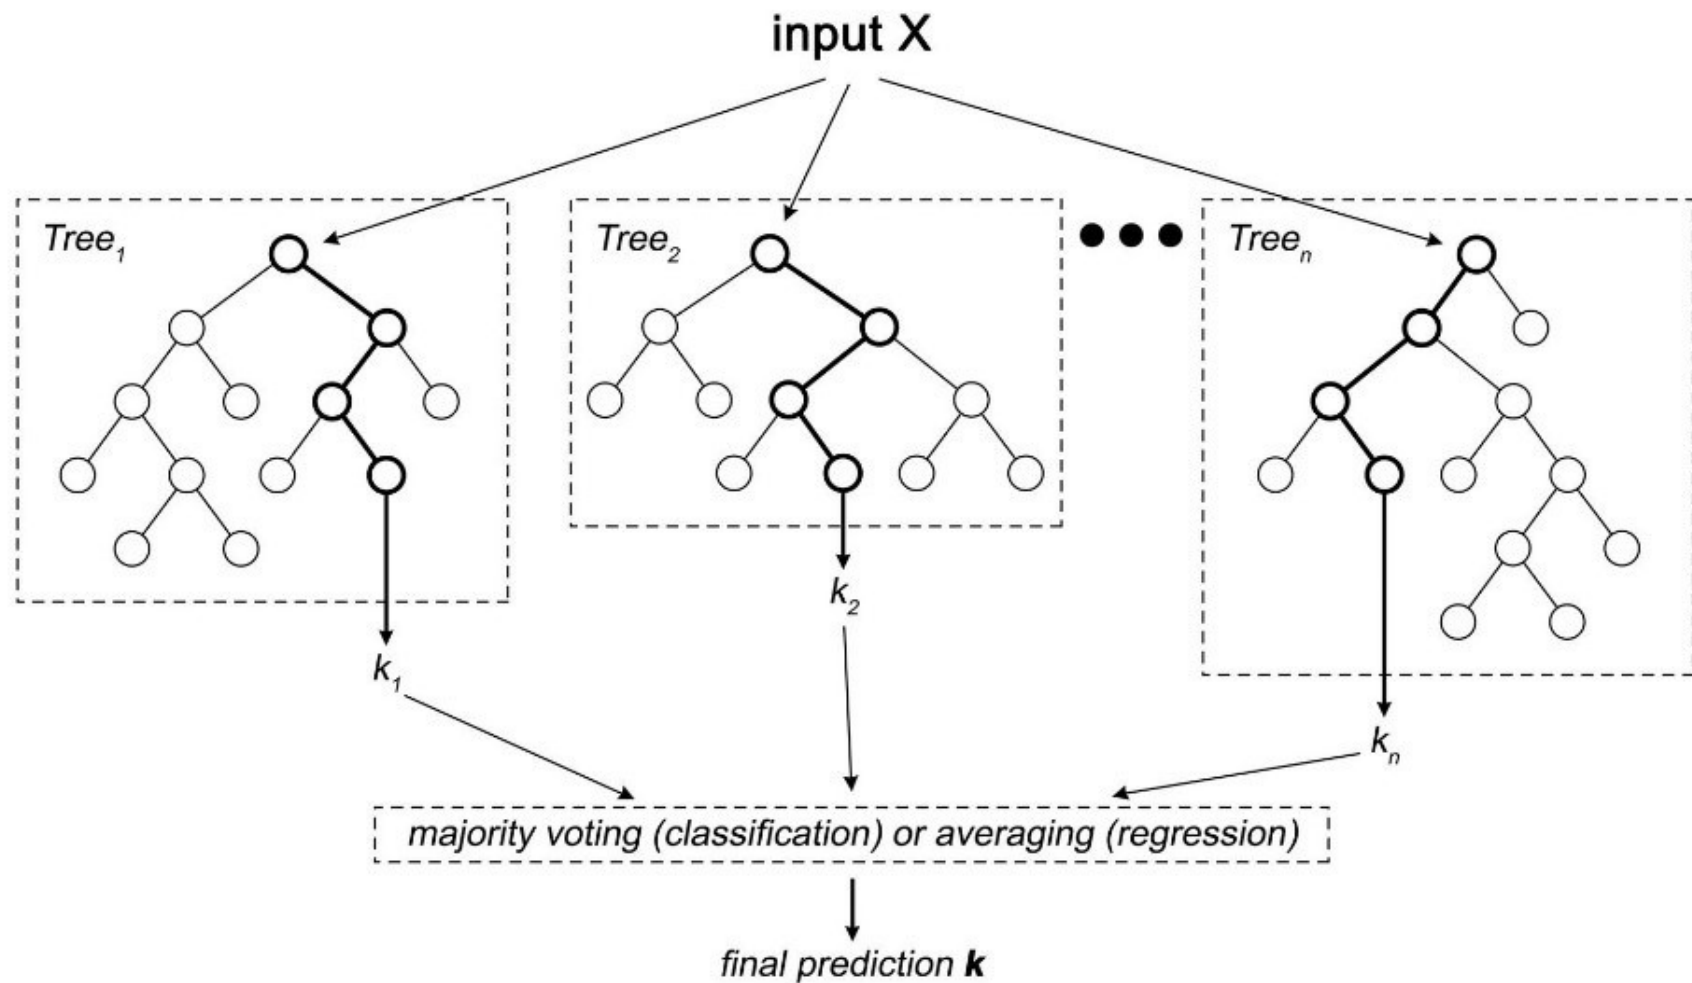 input X
Tree₁
Tree₂
Treeₙ
k₂
k₁
kₙ
majority voting (classification) or averaging (regression)
final prediction k